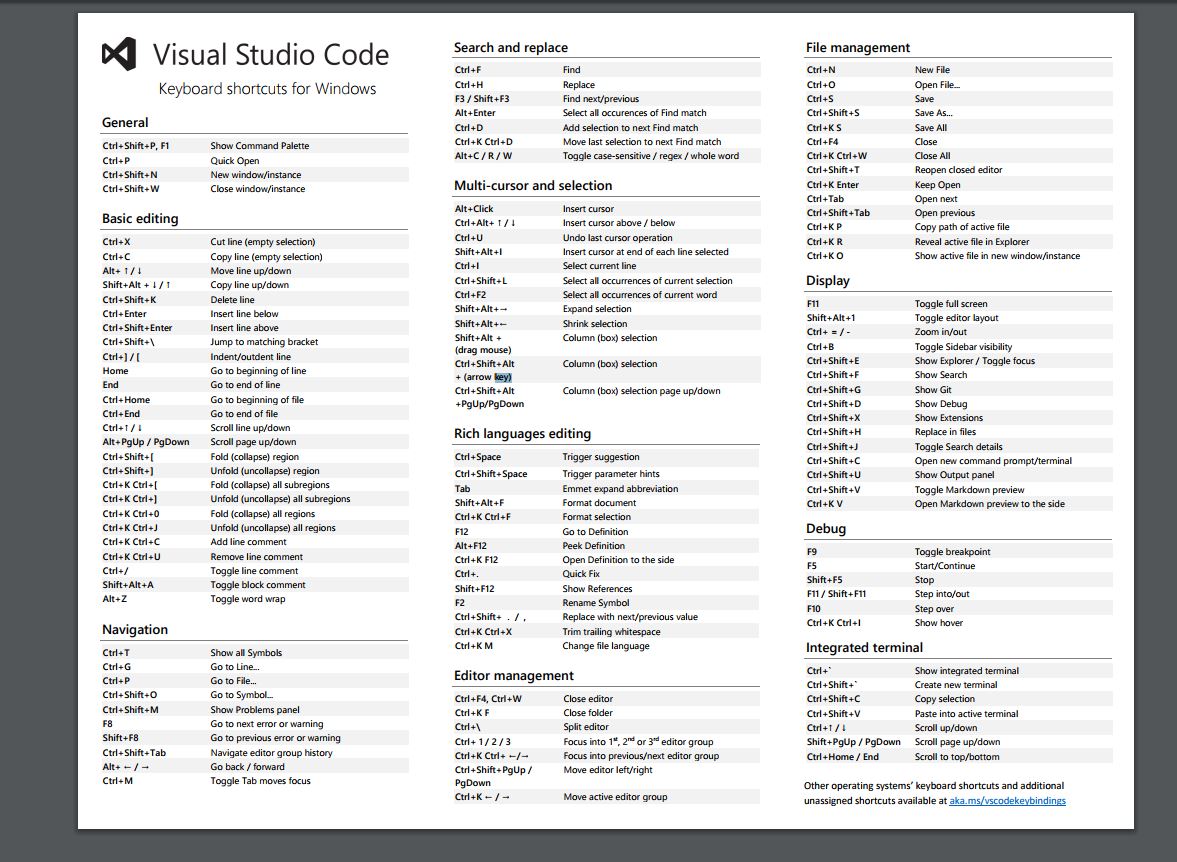 Visual Studio Code
Keyboard shortcuts for Windows
General
Ctrl+Shift+P, F1 Show Command Palette
Ctrl+P Quick Open
Ctrl+Shift+N New window/instance
Ctrl+Shift+W Close window/instance
Basic editing
Ctrl+X Cut line (empty selection)
Ctrl+C Copy line (empty selection)
Alt+ ↑ / ↓ Move line up/down
Shift+Alt + ↓ / ↑ Copy line up/down
Ctrl+Shift+K Delete line
Ctrl+Enter Insert line below
Ctrl+Shift+Enter Insert line above
Ctrl+Shift+\ Jump to matching bracket
Ctrl+] / [ Indent/outdent line
Home Go to beginning of line
End Go to end of line
Ctrl+Home Go to beginning of file
Ctrl+End Go to end of file
Ctrl+↑ / ↓ Scroll line up/down
Alt+PgUp / PgDown Scroll page up/down
Ctrl+Shift+[ Fold (collapse) region
Ctrl+Shift+] Unfold (uncollapse) region
Ctrl+K Ctrl+[ Fold (collapse) all subregions
Ctrl+K Ctrl+] Unfold (uncollapse) all subregions
Ctrl+K Ctrl+0 Fold (collapse) all regions
Ctrl+K Ctrl+J Unfold (uncollapse) all regions
Ctrl+K Ctrl+C Add line comment
Ctrl+K Ctrl+U Remove line comment
Ctrl+/ Toggle line comment
Shift+Alt+A Toggle block comment
Alt+Z Toggle word wrap
Navigation
Ctrl+T Show all Symbols
Ctrl+G Go to Line...
Ctrl+P Go to File...
Ctrl+Shift+O Go to Symbol...
Ctrl+Shift+M Show Problems panel
F8 Go to next error or warning
Shift+F8 Go to previous error or warning
Ctrl+Shift+Tab Navigate editor group history
Alt+ ← / → Go back / forward
Ctrl+M Toggle Tab moves focus
Search and replace
Ctrl+F Find
Ctrl+H Replace
F3 / Shift+F3 Find next/previous
Alt+Enter Select all occurences of Find match
Ctrl+D Add selection to next Find match
Ctrl+K Ctrl+D Move last selection to next Find match
Alt+C / R / W Toggle case-sensitive / regex / whole word
Multi-cursor and selection
Alt+Click Insert cursor
Ctrl+Alt+ ↑ / ↓ Insert cursor above / below
Ctrl+U Undo last cursor operation
Shift+Alt+I Insert cursor at end of each line selected
Ctrl+I Select current line
Ctrl+Shift+L Select all occurrences of current selection
Ctrl+F2 Select all occurrences of current word
Shift+Alt+→ Expand selection
Shift+Alt+← Shrink selection
Shift+Alt + Column (box) selection
(drag mouse)
Ctrl+Shift+Alt Column (box) selection
+ (arrow key)
Ctrl+Shift+Alt Column (box) selection page up/down
+PgUp/PgDown
Rich languages editing
Ctrl+Space Trigger suggestion
Ctrl+Shift+Space Trigger parameter hints
Tab Emmet expand abbreviation
Shift+Alt+F Format document
Ctrl+K Ctrl+F Format selection
F12 Go to Definition
Alt+F12 Peek Definition
Ctrl+K F12 Open Definition to the side
Ctrl+. Quick Fix
Shift+F12 Show References
F2 Rename Symbol
Ctrl+Shift+ . / , Replace with next/previous value
Ctrl+K Ctrl+X Trim trailing whitespace
Ctrl+K M Change file language
Editor management
Ctrl+F4, Ctrl+W Close editor
Ctrl+K F Close folder
Ctrl+\ Split editor
Ctrl+ 1 / 2 / 3 Focus into 1st, 2nd or 3rd editor group
Ctrl+K Ctrl+ ←/→ Focus into previous/next editor group
Ctrl+Shift+PgUp / Move editor left/right
PgDown
Ctrl+K ← / → Move active editor group
File management
Ctrl+N New File
Ctrl+O Open File...
Ctrl+S Save
Ctrl+Shift+S Save As...
Ctrl+K S Save All
Ctrl+F4 Close
Ctrl+K Ctrl+W Close All
Ctrl+Shift+T Reopen closed editor
Ctrl+K Enter Keep Open
Ctrl+Tab Open next
Ctrl+Shift+Tab Open previous
Ctrl+K P Copy path of active file
Ctrl+K R Reveal active file in Explorer
Ctrl+K O Show active file in new window/instance
Display
F11 Toggle full screen
Shift+Alt+1 Toggle editor layout
Ctrl+ = / - Zoom in/out
Ctrl+B Toggle Sidebar visibility
Ctrl+Shift+E Show Explorer / Toggle focus
Ctrl+Shift+F Show Search
Ctrl+Shift+G Show Git
Ctrl+Shift+D Show Debug
Ctrl+Shift+X Show Extensions
Ctrl+Shift+H Replace in files
Ctrl+Shift+J Toggle Search details
Ctrl+Shift+C Open new command prompt/terminal
Ctrl+Shift+U Show Output panel
Ctrl+Shift+V Toggle Markdown preview
Ctrl+K V Open Markdown preview to the side
Debug
F9 Toggle breakpoint
F5 Start/Continue
Shift+F5 Stop
F11 / Shift+F11 Step into/out
F10 Step over
Ctrl+K Ctrl+I Show hover
Integrated terminal
Ctrl+` Show integrated terminal
Ctrl+Shift+` Create new terminal
Ctrl+Shift+C Copy selection
Ctrl+Shift+V Paste into active terminal
Ctrl+↑ / ↓ Scroll up/down
Shift+PgUp / PgDown Scroll page up/down
Ctrl+Home / End Scroll to top/bottom
Other operating systems' keyboard shortcuts and additional
unassigned shortcuts available at aka.ms/vscodekeybindings